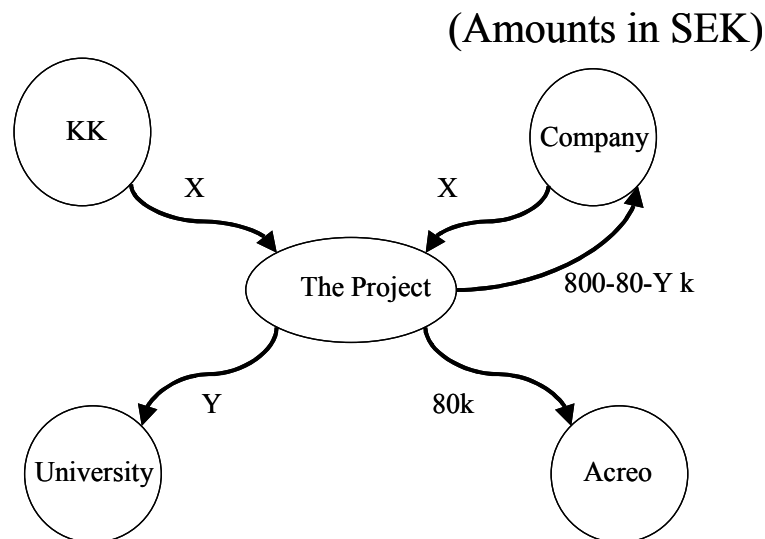 (Amounts in SEK)
KK
Company
X
X
The Project
800-80-Y k
Y
80k
University
Acreo